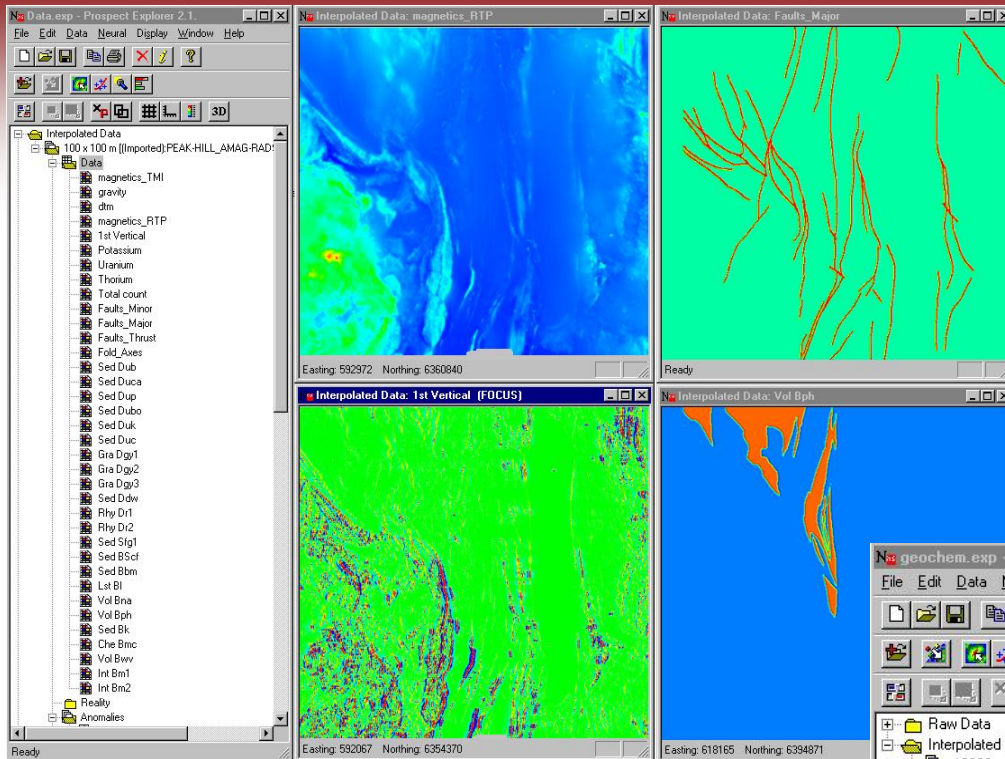 Data.exp - Prospect Explorer 2.1.
File Edit Data Neural Display Window Help
3D
Interpolated Data
100 x 100 m [(Imported):PEAK-HILL_AMAG-RADS
Data
magnetics_TMI
gravity
dtm
magnetics_RTP
1st Vertical
Potassium
Uranium
Thorium
Total count
Faults_Minor
Faults_Major
Faults_Thrust
Fold_Axes
Sed Dub
Sed Duca
Sed Dup
Sed Dubo
Sed Duk
Sed Duc
Gra Dgy1
Gra Dgy2
Gra Dgy3
Sed Ddw
Rhy Dr1
Rhy Dr2
Sed Sfg1
Sed BScf
Sed Bbm
Lst Bl
Vol Bna
Vol Bph
Sed Bk
Che Bmc
Vol Bwv
Int Bm1
Int Bm2
Reality
Anomalies
Ready
Interpolated Data: magnetics_RTP
Easting: 592972 Northing: 6360840
Interpolated Data: Faults_Major
Ready
Interpolated Data: 1st Vertical (FOCUS)
Easting: 592067 Northing: 6354370
Interpolated Data: Vol Bph
Easting: 618165 Northing: 6394871
geochem.exp -
File Edit Data
Raw Data
Interpolated